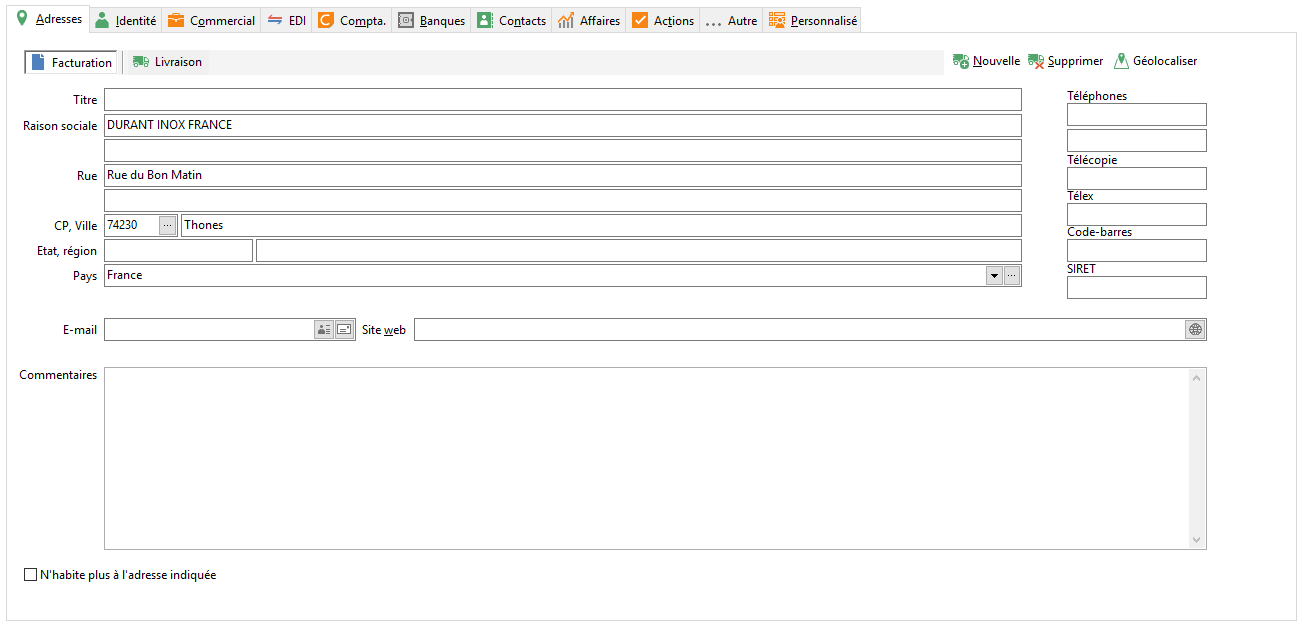 Adresses Identité Commercial EDI Compta. Banques Contacts Affaires Actions ... Autre Personnalisé
Facturation Livraison Nouvelle Supprimer Géolocaliser
Titre
Téléphones
Raison sociale DURANT INOX FRANCE
Télécopie
Rue Rue du Bon Matin
Télex
CP, Ville 74230 ... Thones
Code-barres
Etat, région
SIRET
Pays France ...
E-mail Site web
Commentaires
N'habite plus à l'adresse indiquée